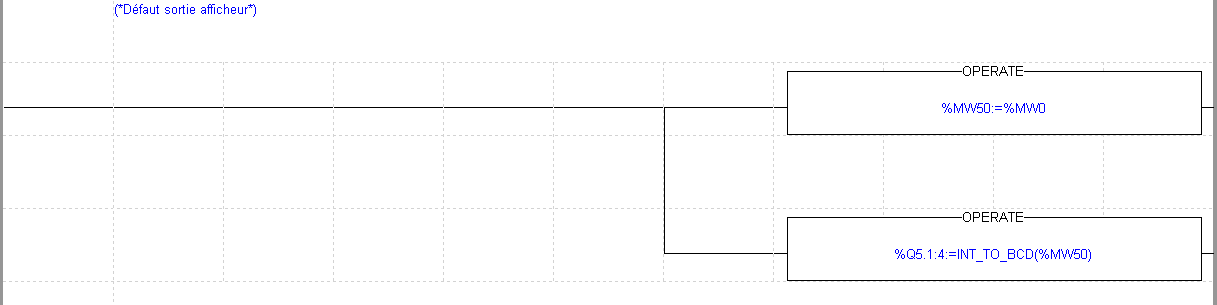 (*Défaut sortie afficheur*)
OPERATE
%MW50:=%MW0
OPERATE
%Q5.1:4:=INT_TO_BCD(%MW50)